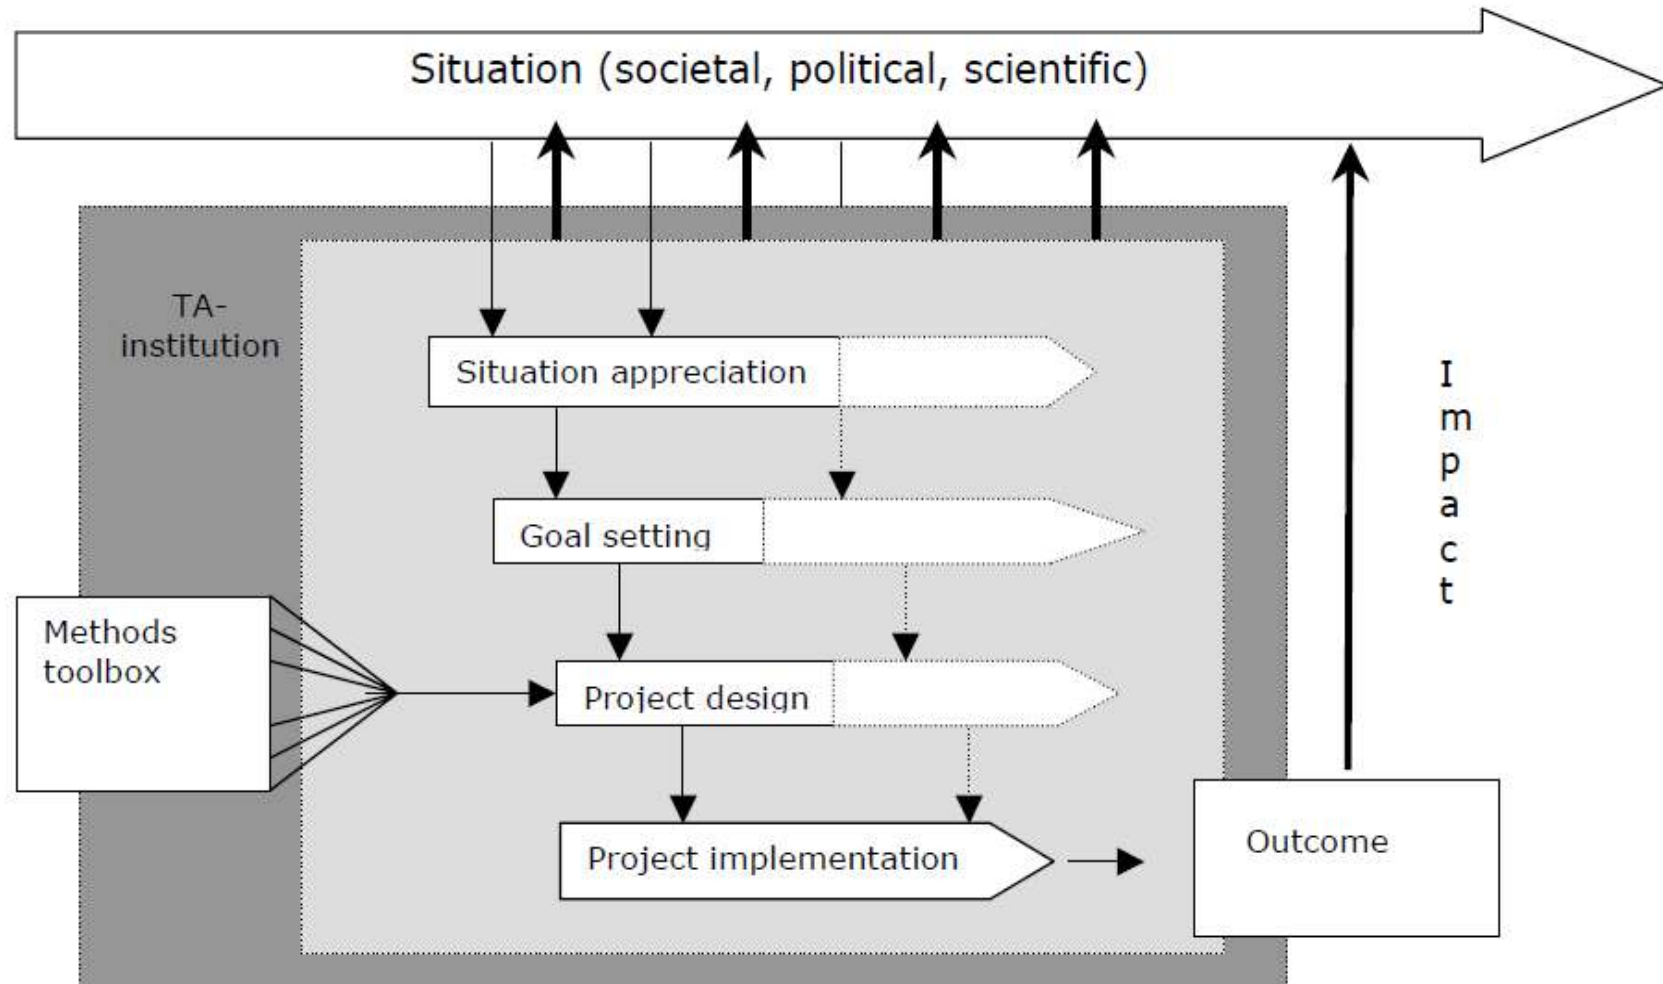 Situation (societal, political, scientific)
TA-
institution
Situation appreciation
Goal setting
Methods
toolbox
Project design
Project implementation
Outcome
I
m
p
a
c
t